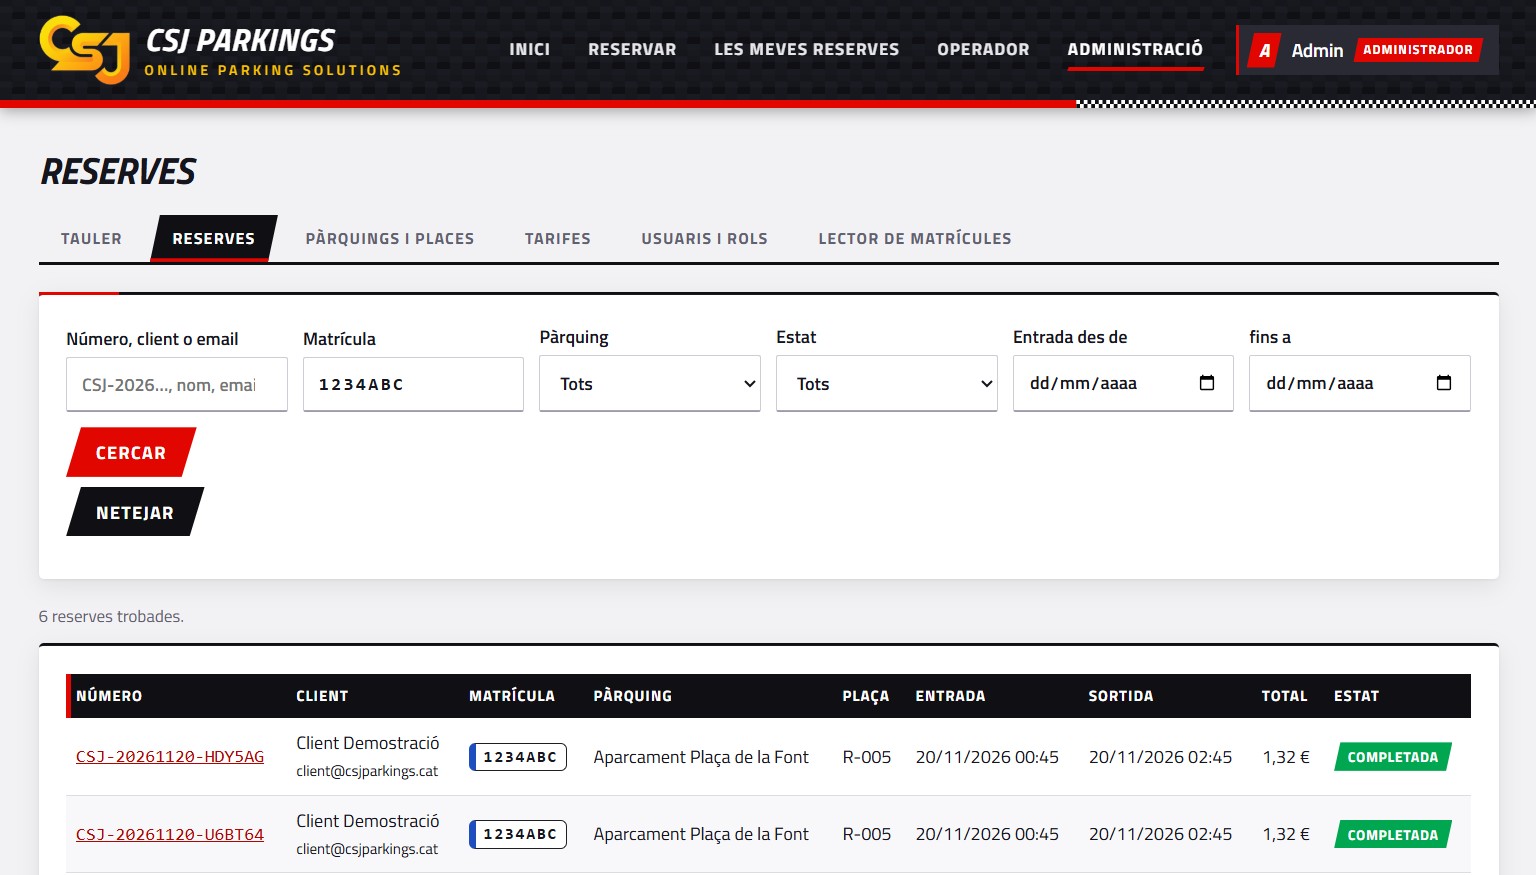 CSJ
CSJ PARKINGS
ONLINE PARKING SOLUTIONS
INICI
RESERVAR
LES MEVES RESERVES
OPERADOR
ADMINISTRACIÓ
A
Admin
ADMINISTRADOR
RESERVES
TAULER
RESERVES
PÀRQUINGS I PLACES
TARIFES
USUARIS I ROLS
LECTOR DE MATRÍCULES
Número, client o email
Matrícula
Pàrquing
Estat
Entrada des de
fins a
CSJ-2026..., nom, emai
1234ABC
Tots
Tots
dd/mm/aaaa
dd/mm/aaaa
CERCAR
NETEJAR
6 reserves trobades.
NÚMERO CLIENT MATRÍCULA PÀRQUING PLAÇA ENTRADA SORTIDA TOTAL ESTAT
CSJ-20261120-HDY5AG Client Demostració 1234ABC Aparcament Plaça de la Font R-005 20/11/2026 00:45 20/11/2026 02:45 1,32 € COMPLETADA
client@csjparkings.cat
CSJ-20261120-U6BT64 Client Demostració 1234ABC Aparcament Plaça de la Font R-005 20/11/2026 00:45 20/11/2026 02:45 1,32 € COMPLETADA
client@csjparkings.cat